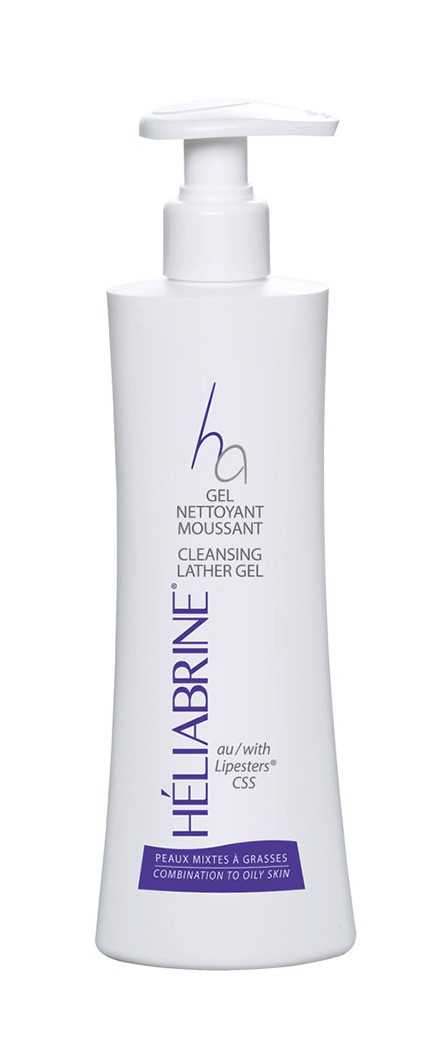 ha
GEL
NETTOYANT
MOUSSANT
CLEANSING
LATHER GEL
HÉLIABRINE®
au/with
Lipesters®
CSS
PEAUX MIXTES À GRASSES
COMBINATION TO OILY SKIN